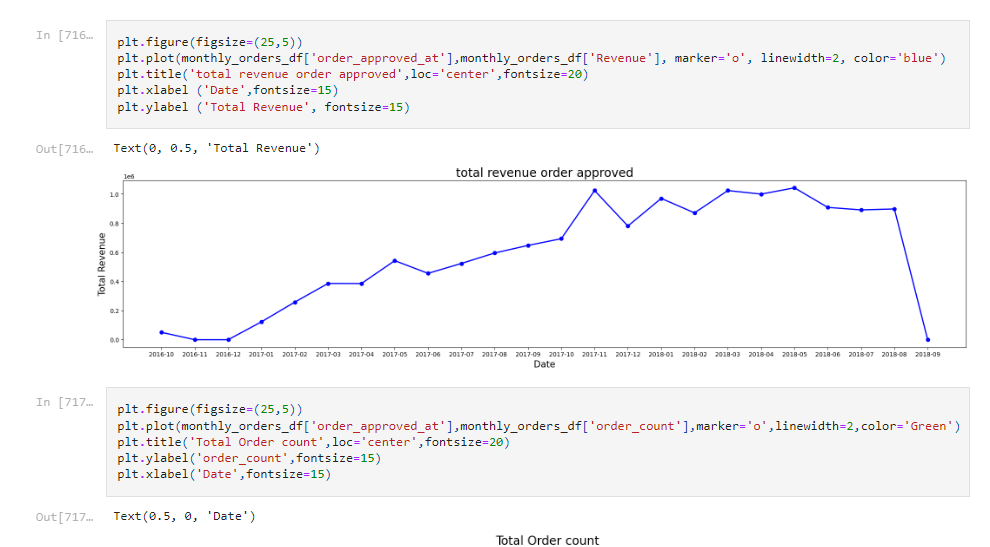 In [716…
plt.figure(figsize=(25,5))
plt.plot(monthly_orders_df['order_approved_at'],monthly_orders_df['Revenue'], marker='o', linewidth=2, color='blue')
plt.title('total revenue order approved',loc='center',fontsize=20)
plt.xlabel ('Date',fontsize=15)
plt.ylabel ('Total Revenue', fontsize=15)
Out[716…
Text(0, 0.5, 'Total Revenue')
total revenue order approved
1e6
1.0
0.8
0.6
0.4
0.2
0.0
Total Revenue
2016-10 2016-11 2016-12 2017-01 2017-02 2017-03 2017-04 2017-05 2017-06 2017-07 2017-08 2017-09 2017-10 2017-11 2017-12 2018-01 2018-02 2018-03 2018-04 2018-05 2018-06 2018-07 2018-08 2018-09
Date
In [717…
plt.figure(figsize=(25,5))
plt.plot(monthly_orders_df['order_approved_at'],monthly_orders_df['order_count'],marker='o',linewidth=2,color='Green')
plt.title('Total Order count',loc='center',fontsize=20)
plt.ylabel('order_count',fontsize=15)
plt.xlabel('Date',fontsize=15)
Out[717…
Text(0.5, 0, 'Date')
Total Order count